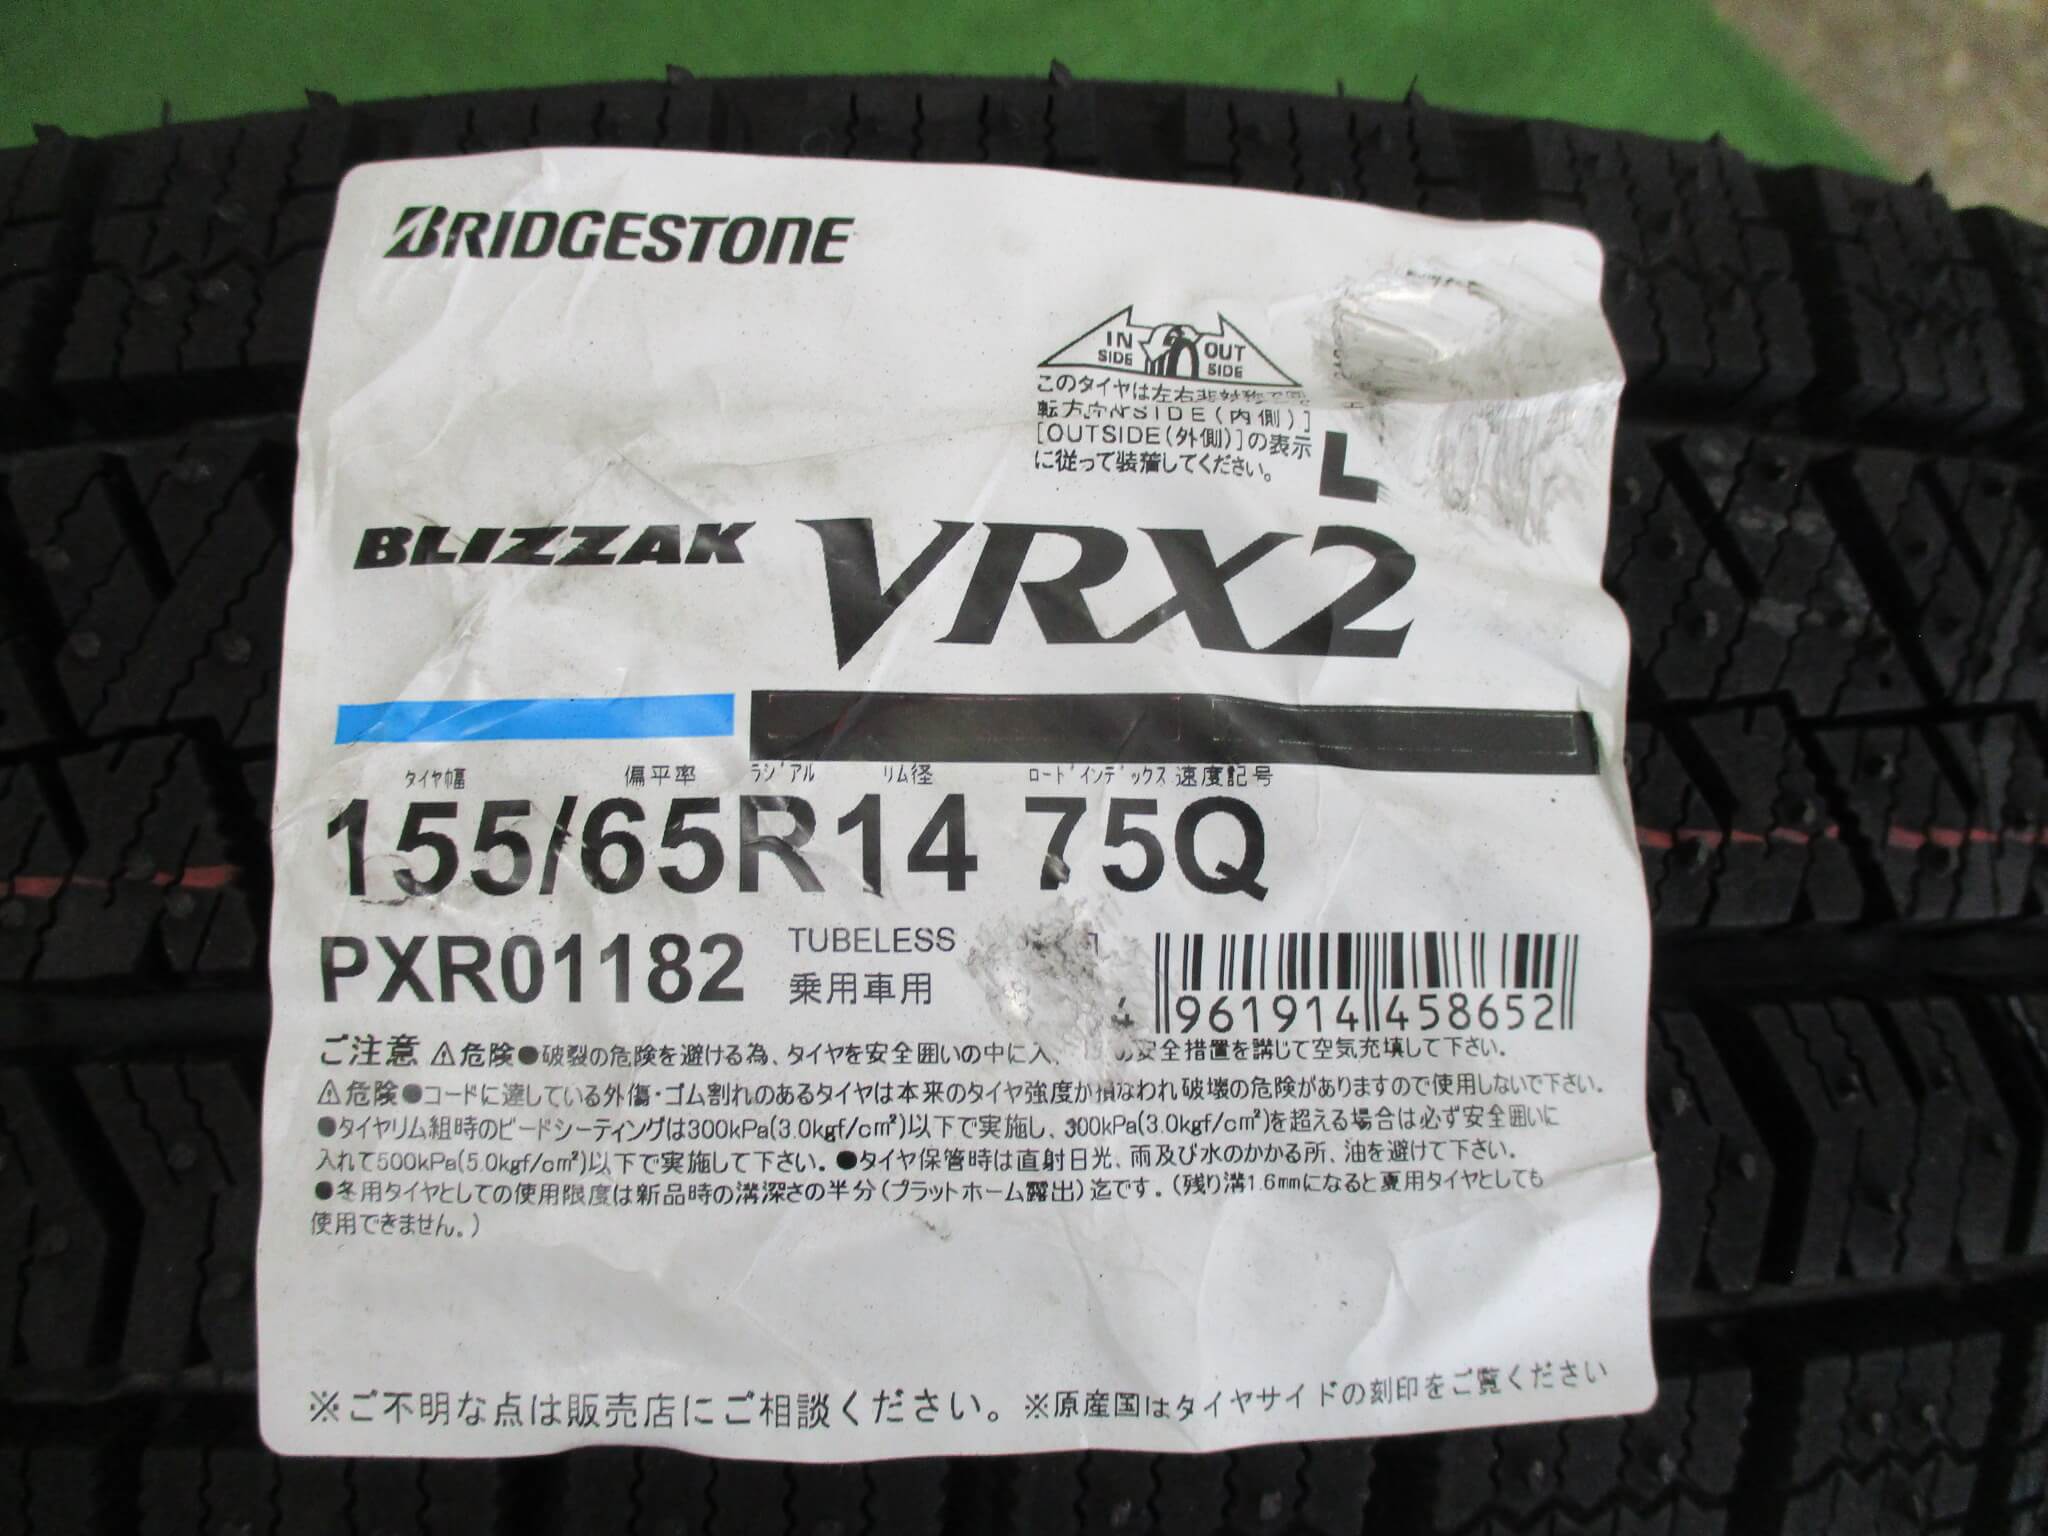 BRIDGESTONE
IN SIDE OUT SIDE
このタイヤは左右非対称
転方向 SIDE(内側)]
[OUTSIDE(外側)]の表示
に従って装着してください。
L
BLIZZAK VRX2
タイヤ巾幅 偏平率 ラジアル リム径 ロードインデックス 速度記号
155/65R14 75Q
PXR01182 TUBELESS
乗用車用
4 961914 458652
ご注意 ⚠危険●破裂の危険を避ける為、タイヤを安全囲いの中に入 の安全措置を講じて空気充填して下さい。
⚠危険●コードに達している外傷・ゴム割れのあるタイヤは本来のタイヤ強度が損なわれ破壊の危険がありますので使用しないで下さい。
●タイヤリム組時のビードシーティングは300kPa(3.0kgf/cm²)以下で実施し、300kPa(3.0kgf/cm²)を超える場合は必ず安全囲いに
入れて500kPa(5.0kgf/cm²)以下で実施して下さい。●タイヤ保管時は直射日光、雨及び水のかかる所、油を避けて下さい。
●冬用タイヤとしての使用限度は新品時の溝深さの半分(プラットホーム露出)迄です。(残り溝1.6mmになると夏用タイヤとしても
使用できません。)
※ご不明な点は販売店にご相談ください。※原産国はタイヤサイドの刻印をご覧ください